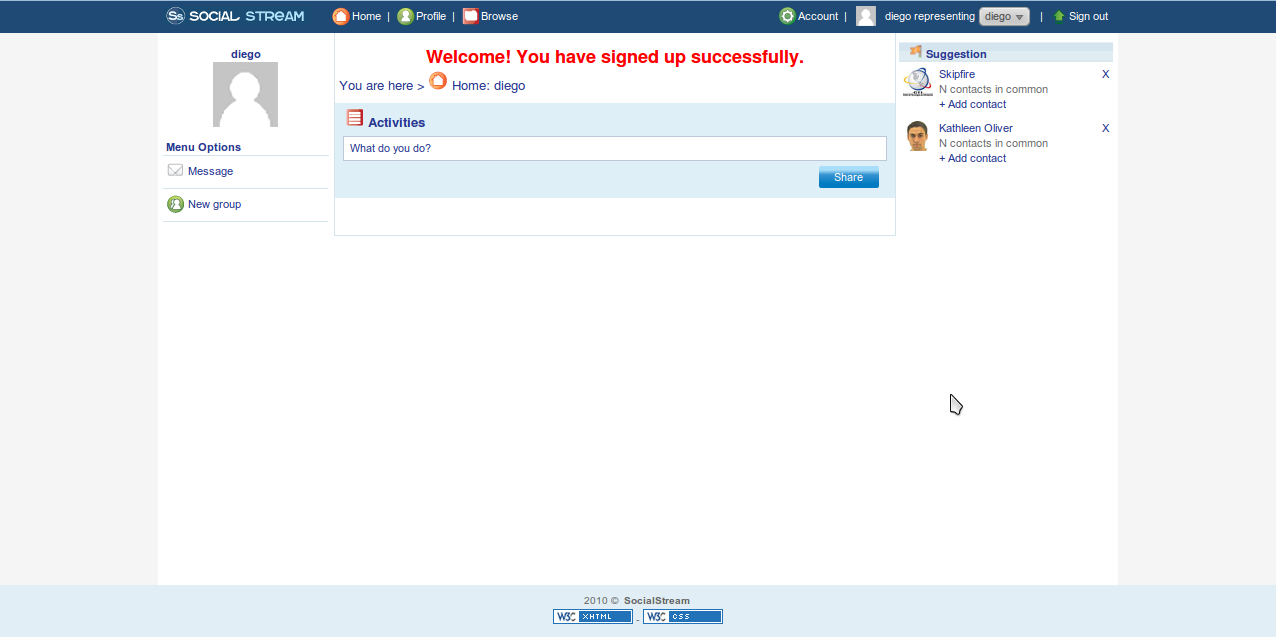 Ss SOCIAL STREAM Home | Profile | Browse Account | diego representing diego | Sign out
diego
Menu Options
Message
New group
Welcome! You have signed up successfully.
You are here > Home: diego
Activities
What do you do?
Share
Suggestion
Skipfire X
N contacts in common
+ Add contact
Kathleen Oliver X
N contacts in common
+ Add contact
2010 © SocialStream
W3C XHTML - W3C CSS